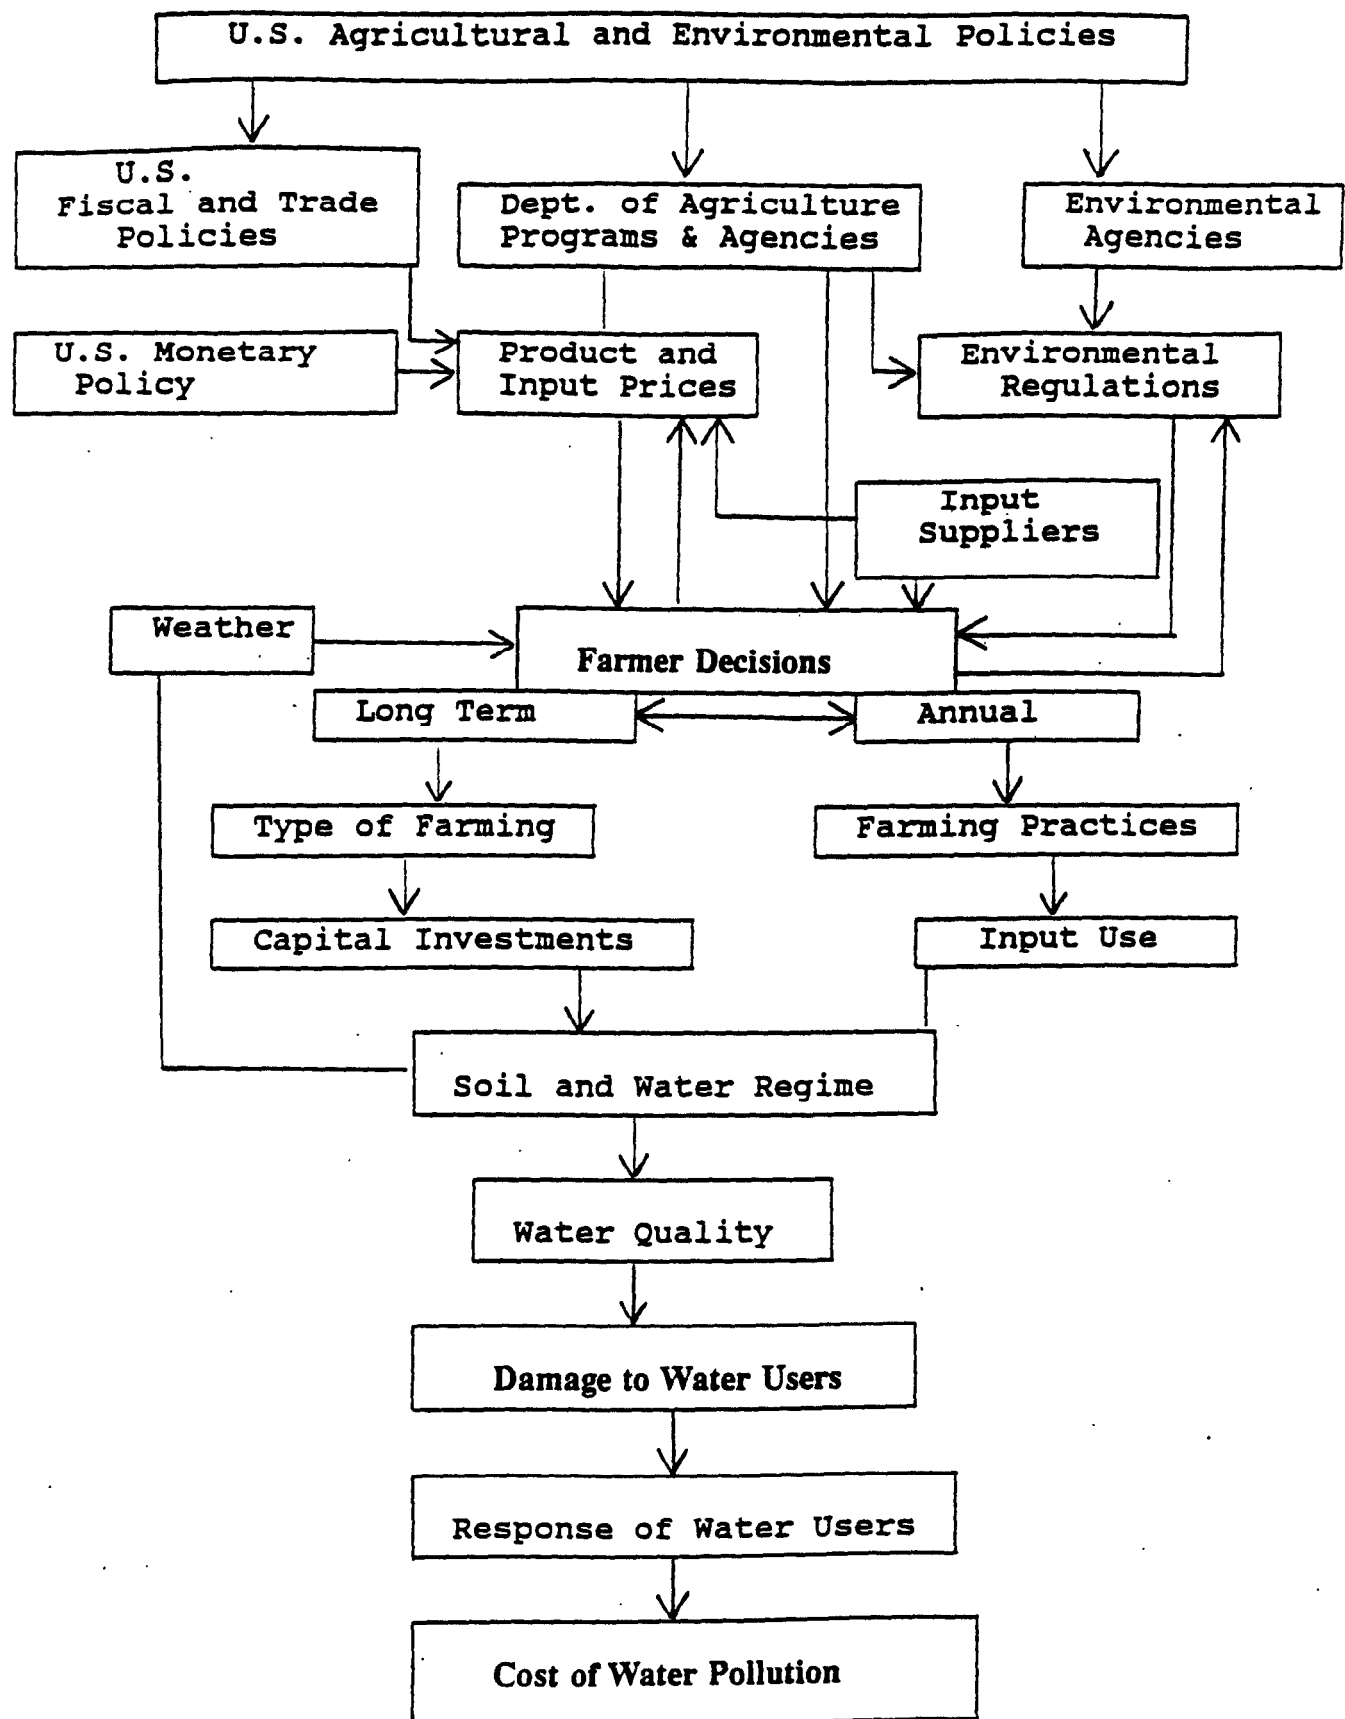 U.S. Agricultural and Environmental Policies
U.S.
Fiscal and Trade
Policies
Dept. of Agriculture
Programs & Agencies
Environmental
Agencies
U.S. Monetary
Policy
Product and
Input Prices
Environmental
Regulations
Input
Suppliers
Weather
Farmer Decisions
Long Term
Annual
Type of Farming
Farming Practices
Capital Investments
Input Use
Soil and Water Regime
Water Quality
Damage to Water Users
Response of Water Users
Cost of Water Pollution